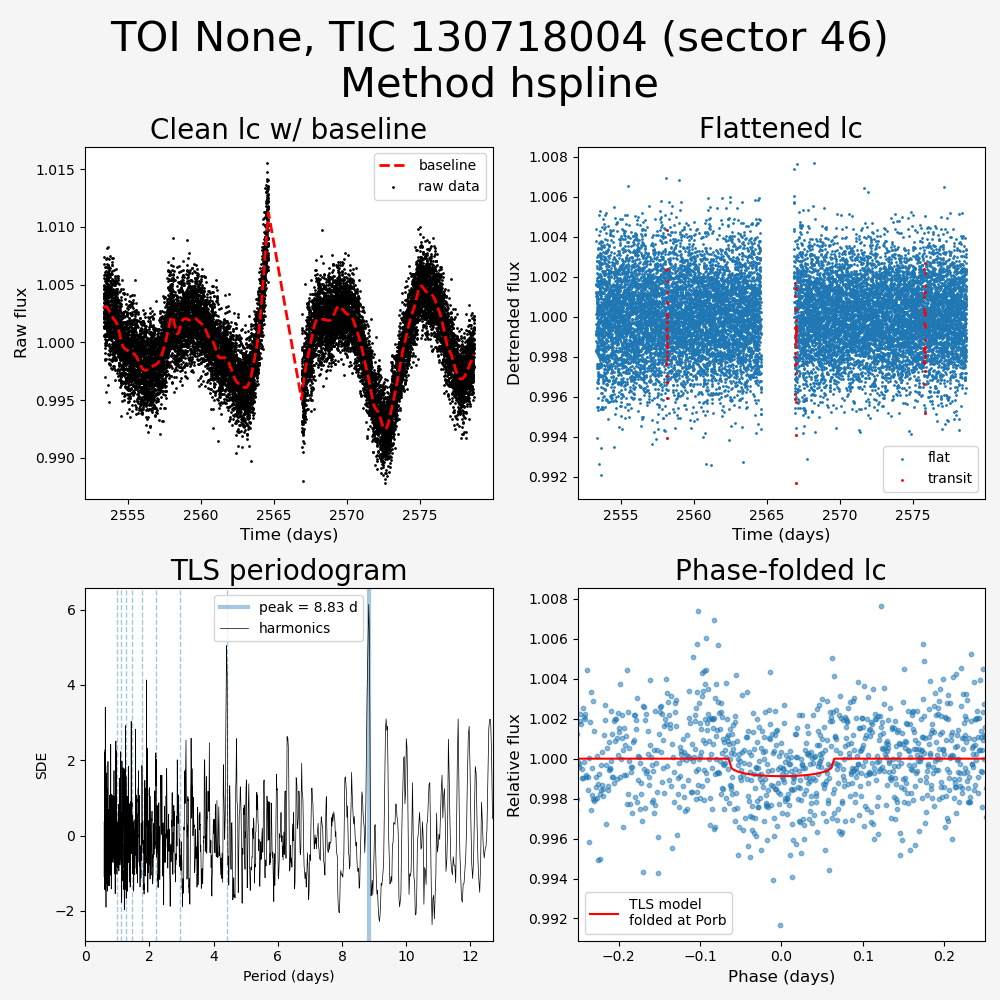 TOI None, TIC 130718004 (sector 46)
Method hspline
Clean lc w/ baseline
Flattened lc
baseline
raw data
Raw flux
1.015
1.010
1.005
1.000
0.995
0.990
2555
2560
2565
2570
2575
Time (days)
Detrended flux
1.008
1.006
1.004
1.002
1.000
0.998
0.996
0.994
0.992
flat
transit
2555
2560
2565
2570
2575
Time (days)
TLS periodogram
Phase-folded lc
peak = 8.83 d
harmonics
SDE
6
4
2
0
−2
0
2
4
6
8
10
12
Period (days)
Relative flux
1.008
1.006
1.004
1.002
1.000
0.998
0.996
0.994
0.992
TLS model
folded at Porb
−0.2
−0.1
0.0
0.1
0.2
Phase (days)